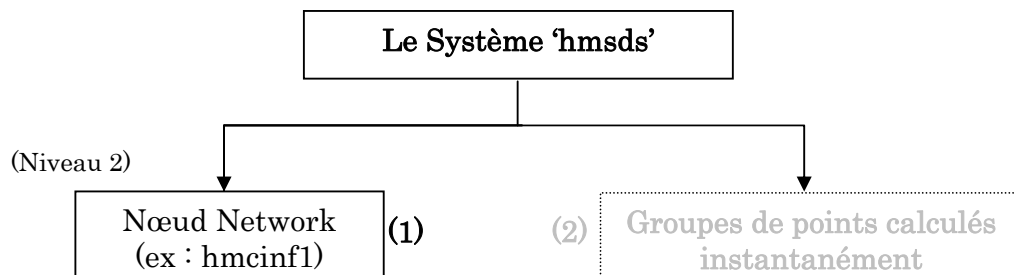 Le Système ‘hmsds’
(Niveau 2)
Nœud Network
(ex : hmcinf1)
(1)
(2)
Groupes de points calculés
instantanément